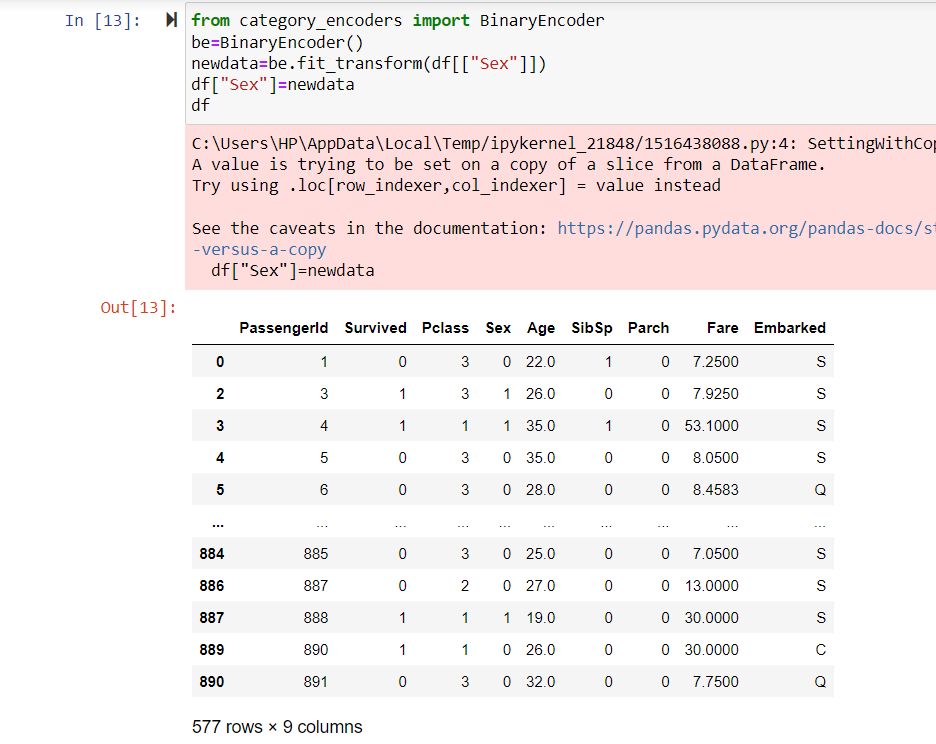 In [13]:
from category_encoders import BinaryEncoder
be=BinaryEncoder()
newdata=be.fit_transform(df[["Sex"]])
df["Sex"]=newdata
df
C:\Users\HP\AppData\Local\Temp/ipykernel_21848/1516438088.py:4: SettingWithCop
A value is trying to be set on a copy of a slice from a DataFrame.
Try using .loc[row_indexer,col_indexer] = value instead
See the caveats in the documentation: https://pandas.pydata.org/pandas-docs/st
-versus-a-copy
df["Sex"]=newdata
Out[13]:
PassengerId Survived Pclass Sex Age SibSp Parch Fare Embarked
0 1 0 3 0 22.0 1 0 7.2500 S
2 3 1 3 1 26.0 0 0 7.9250 S
3 4 1 1 1 35.0 1 0 53.1000 S
4 5 0 3 0 35.0 0 0 8.0500 S
5 6 0 3 0 28.0 0 0 8.4583 Q
... ... ... ... ... ... ... ... ... ...
884 885 0 3 0 25.0 0 0 7.0500 S
886 887 0 2 0 27.0 0 0 13.0000 S
887 888 1 1 1 19.0 0 0 30.0000 S
889 890 1 1 0 26.0 0 0 30.0000 C
890 891 0 3 0 32.0 0 0 7.7500 Q
577 rows × 9 columns